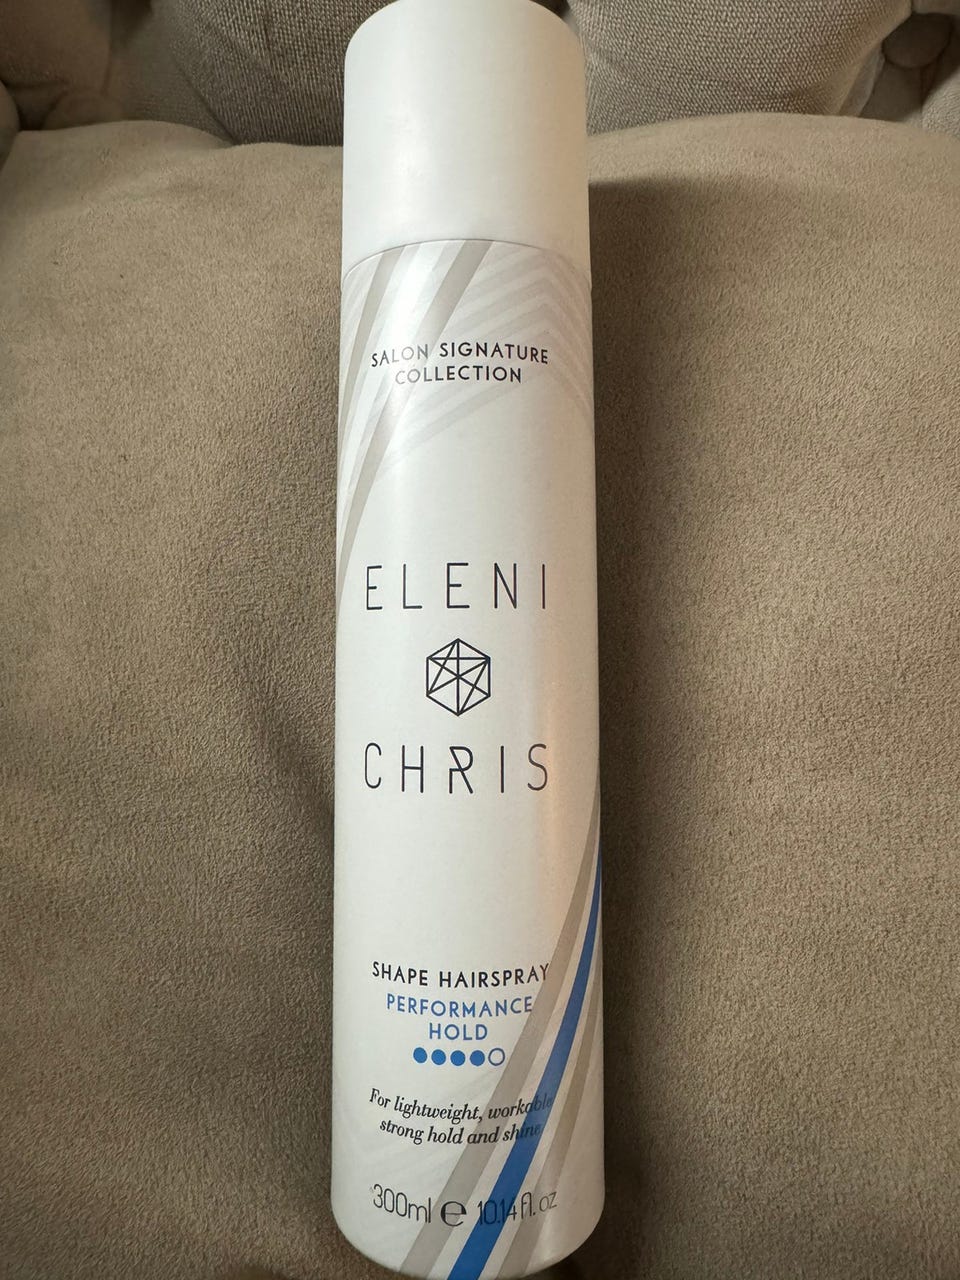 SALON SIGNATURE
COLLECTION
ELENI
CHRIS
SHAPE HAIRSPRAY
PERFORMANCE
HOLD
For lightweight, workable
strong hold and shine
300ml ℮ 10.14 fl. oz